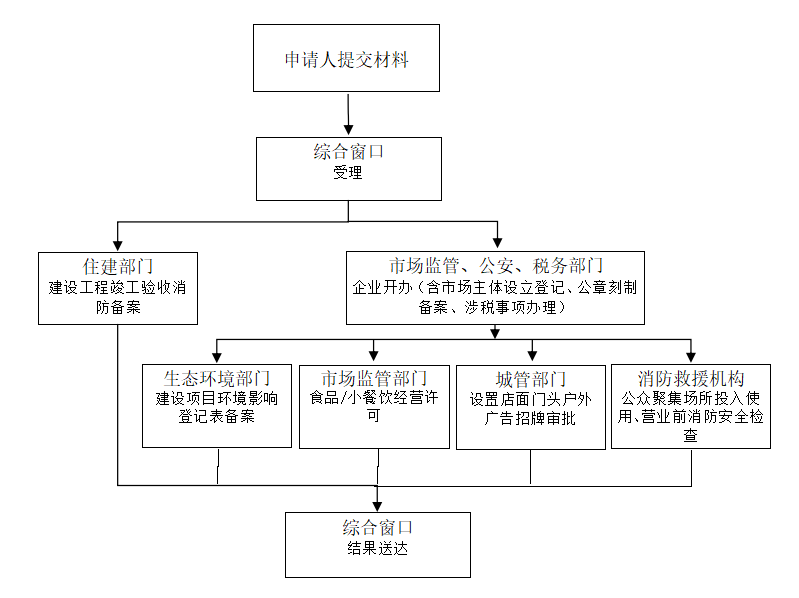 申请人提交材料
综合窗口
受理
住建部门
建设工程竣工验收消
防备案
市场监管、公安、税务部门
企业开办（含市场主体设立登记、公章刻制
备案、涉税事项办理）
生态环境部门
建设项目环境影响
登记表备案
市场监管部门
食品/小餐饮经营许
可
城管部门
设置店面门头户外
广告招牌审批
消防救援机构
公众聚集场所投入使
用、营业前消防安全检
查
综合窗口
结果送达